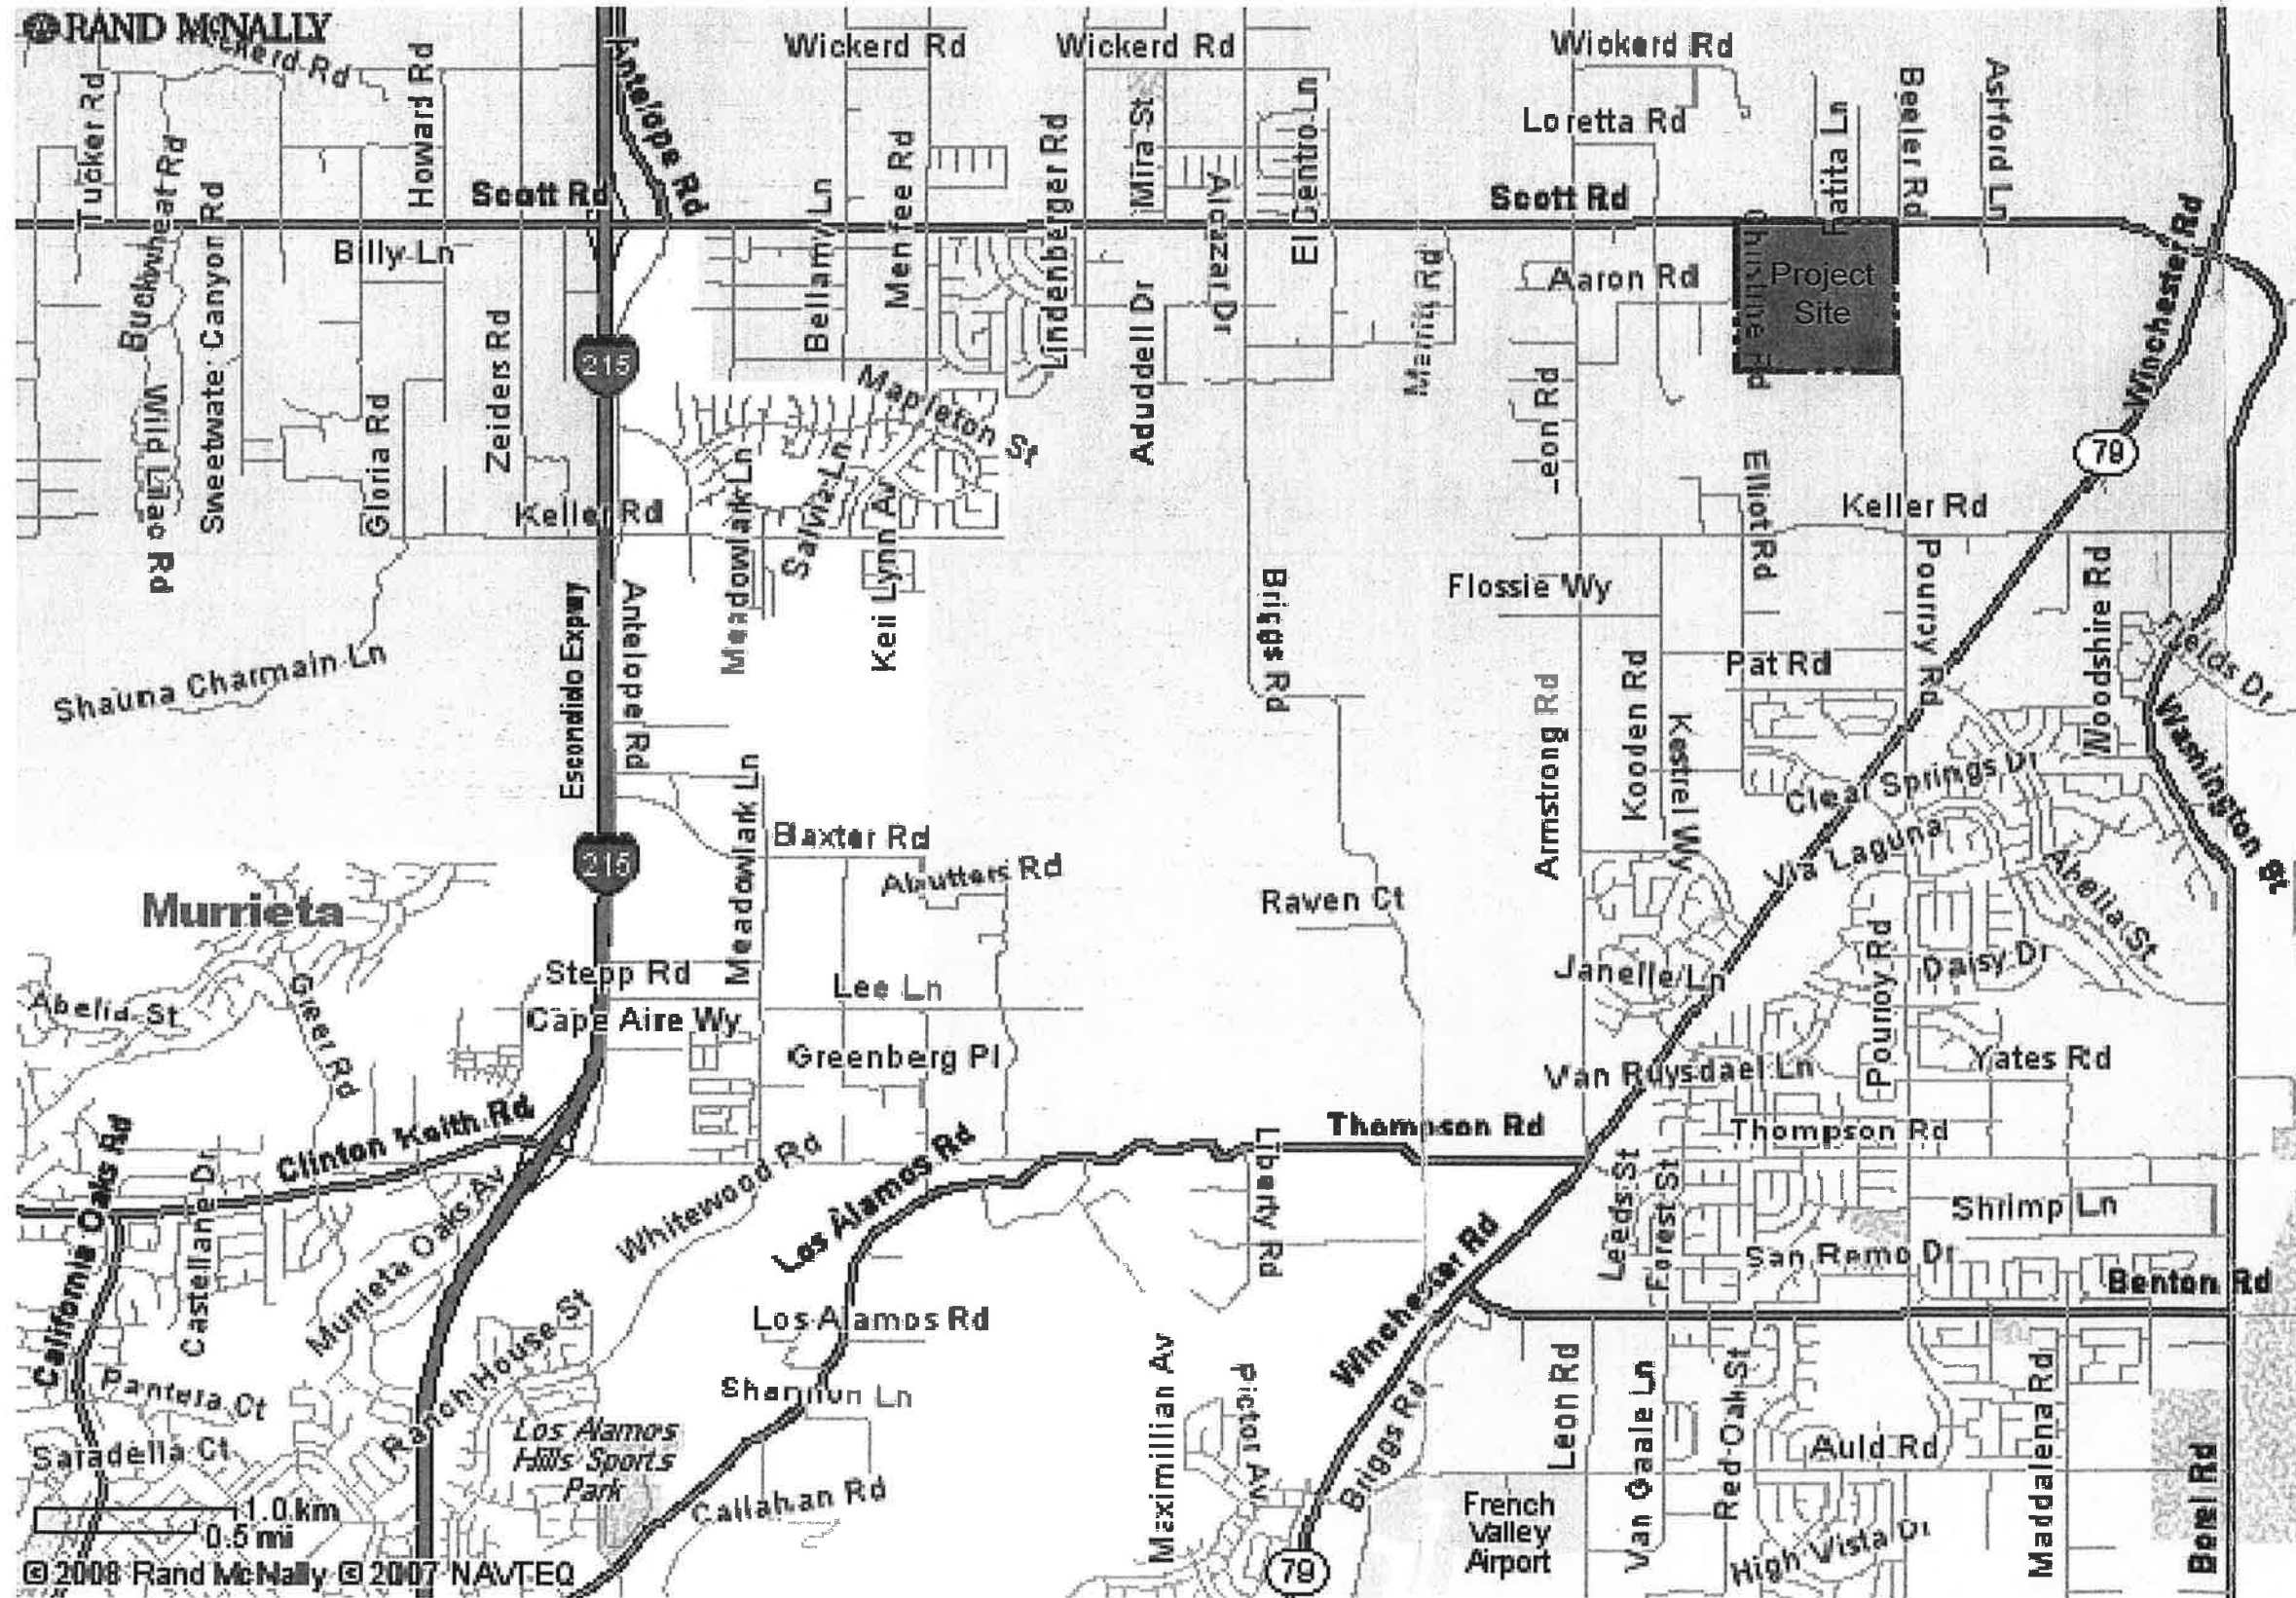 RAND McNALLY
Wickerd Rd
Wickerd Rd
Wickerd Rd
Tucker Rd
Howard Rd
Antelope Rd
Buckwheat Rd
Scott Rd
Menifee Rd
Lindenberger Rd
Mira St
El Centro Ln
Loretta Rd
Scott Rd
Beeler Rd
Ashford Ln
Winchester Rd
Sweetwater Canyon Rd
Billy Ln
Bellamy Ln
Alcazar Dr
Aduddell Dr
Aaron Rd
Christine Rd
Project
Site
Wild Lilac Rd
Gloria Rd
Zeiders Rd
215
Mapleton St
Leon Rd
79
Keller Rd
Meadowlark Ln
Salvia Ln
Keii Lynn Av
Elliot Rd
Keller Rd
Shauna Charmain Ln
Escondido Expwy
Antelope Rd
Briggs Rd
Flossie Wy
Pat Rd
Pourroy Rd
Woodshire Rd
Fields Dr
Washington St
Armstrong Rd
Kooden Rd
Kestrel Wy
Clear Springs Dr
Via Laguna
Abelia St
215
Meadowlark Ln
Baxter Rd
Abutters Rd
Raven Ct
Murrieta
Abelia St
Greer Rd
Stepp Rd
Lee Ln
Cape Aire Wy
Greenberg Pl
Janelle Ln
Pourroy Rd
Daisy Dr
Van Ruysdael Ln
Yates Rd
California Oaks Rd
Clinton Keith Rd
Castellane Dr
Murrieta Oaks Av
Whitewood Rd
Los Alamos Rd
Thompson Rd
Liberty Rd
Thompson Rd
Leeds St
Forest St
Shrimp Ln
San Remo Dr
Benton Rd
Winchester Rd
Ranch House St
Los Alamos Rd
Shannon Ln
Pantera Ct
Los Alamos
Hills Sports
Park
Callahan Rd
Maximillian Av
Pictor Av
Briggs Rd
Leon Rd
Van Gaale Ln
Red Oak St
Auld Rd
Maddalena Rd
Borel Rd
French
Valley
Airport
High Vista Dr
79
1.0 km
0.5 mi
© 2008 Rand McNally © 2007 NAVTEQ